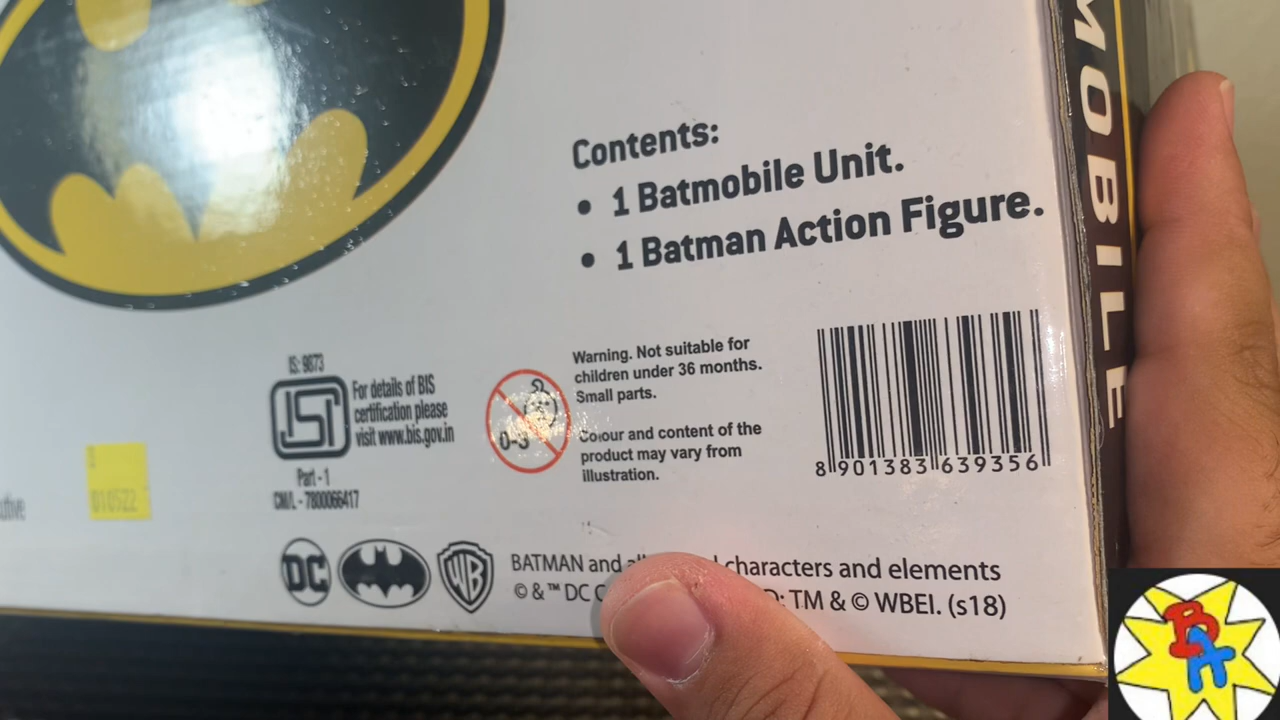 MOBILE
Contents:
• 1 Batmobile Unit.
• 1 Batman Action Figure.
IS: 9873
ISI
For details of BIS
certification please
visit www.bis.gov.in
Part - 1
CM/L - 7800066417
0-3
Warning. Not suitable for
children under 36 months.
Small parts.
Colour and content of the
product may vary from
illustration.
8 901383 639356
010522
DC
WB
BATMAN and characters and elements
© & ™ DC : TM & © WBEI. (s18)
BA